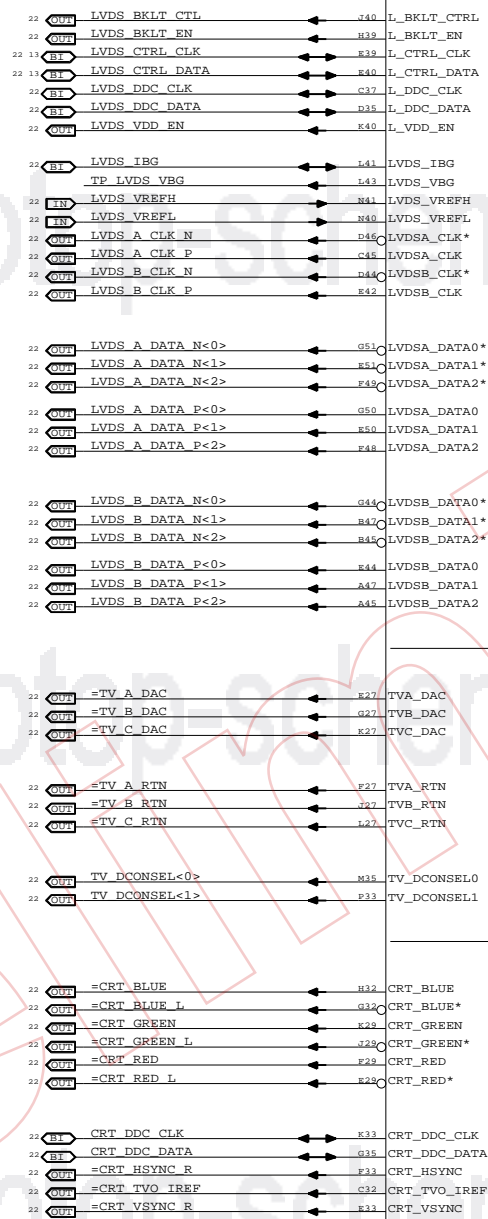 22 OUT LVDS_BKLT_CTL J40 L_BKLT_CTRL
22 OUT LVDS_BKLT_EN H39 L_BKLT_EN
22 13 BI LVDS_CTRL_CLK E39 L_CTRL_CLK
22 13 BI LVDS_CTRL_DATA E40 L_CTRL_DATA
22 BI LVDS_DDC_CLK C37 L_DDC_CLK
22 BI LVDS_DDC_DATA D35 L_DDC_DATA
22 OUT LVDS_VDD_EN K40 L_VDD_EN
22 BI LVDS_IBG L41 LVDS_IBG
TP_LVDS_VBG L43 LVDS_VBG
22 IN LVDS_VREFH N41 LVDS_VREFH
22 IN LVDS_VREFL N40 LVDS_VREFL
22 OUT LVDS_A_CLK_N D46 LVDSA_CLK*
22 OUT LVDS_A_CLK_P C45 LVDSA_CLK
22 OUT LVDS_B_CLK_N D44 LVDSB_CLK*
22 OUT LVDS_B_CLK_P E42 LVDSB_CLK
22 OUT LVDS_A_DATA_N<0> G51 LVDSA_DATA0*
22 OUT LVDS_A_DATA_N<1> E51 LVDSA_DATA1*
22 OUT LVDS_A_DATA_N<2> F49 LVDSA_DATA2*
22 OUT LVDS_A_DATA_P<0> G50 LVDSA_DATA0
22 OUT LVDS_A_DATA_P<1> E50 LVDSA_DATA1
22 OUT LVDS_A_DATA_P<2> F48 LVDSA_DATA2
22 OUT LVDS_B_DATA_N<0> G44 LVDSB_DATA0*
22 OUT LVDS_B_DATA_N<1> B47 LVDSB_DATA1*
22 OUT LVDS_B_DATA_N<2> B45 LVDSB_DATA2*
22 OUT LVDS_B_DATA_P<0> E44 LVDSB_DATA0
22 OUT LVDS_B_DATA_P<1> A47 LVDSB_DATA1
22 OUT LVDS_B_DATA_P<2> A45 LVDSB_DATA2
22 OUT =TV_A_DAC E27 TVA_DAC
22 OUT =TV_B_DAC G27 TVB_DAC
22 OUT =TV_C_DAC K27 TVC_DAC
22 OUT =TV_A_RTN F27 TVA_RTN
22 OUT =TV_B_RTN J27 TVB_RTN
22 OUT =TV_C_RTN L27 TVC_RTN
22 OUT TV_DCONSEL<0> M35 TV_DCONSEL0
22 OUT TV_DCONSEL<1> P33 TV_DCONSEL1
22 OUT =CRT_BLUE H32 CRT_BLUE
22 OUT =CRT_BLUE_L G32 CRT_BLUE*
22 OUT =CRT_GREEN K29 CRT_GREEN
22 OUT =CRT_GREEN_L J29 CRT_GREEN*
22 OUT =CRT_RED F29 CRT_RED
22 OUT =CRT_RED_L E29 CRT_RED*
22 BI CRT_DDC_CLK K33 CRT_DDC_CLK
22 BI CRT_DDC_DATA G35 CRT_DDC_DATA
22 OUT =CRT_HSYNC_R F33 CRT_HSYNC
22 OUT =CRT_TVO_IREF C32 CRT_TVO_IREF
22 OUT =CRT_VSYNC_R E33 CRT_VSYNC